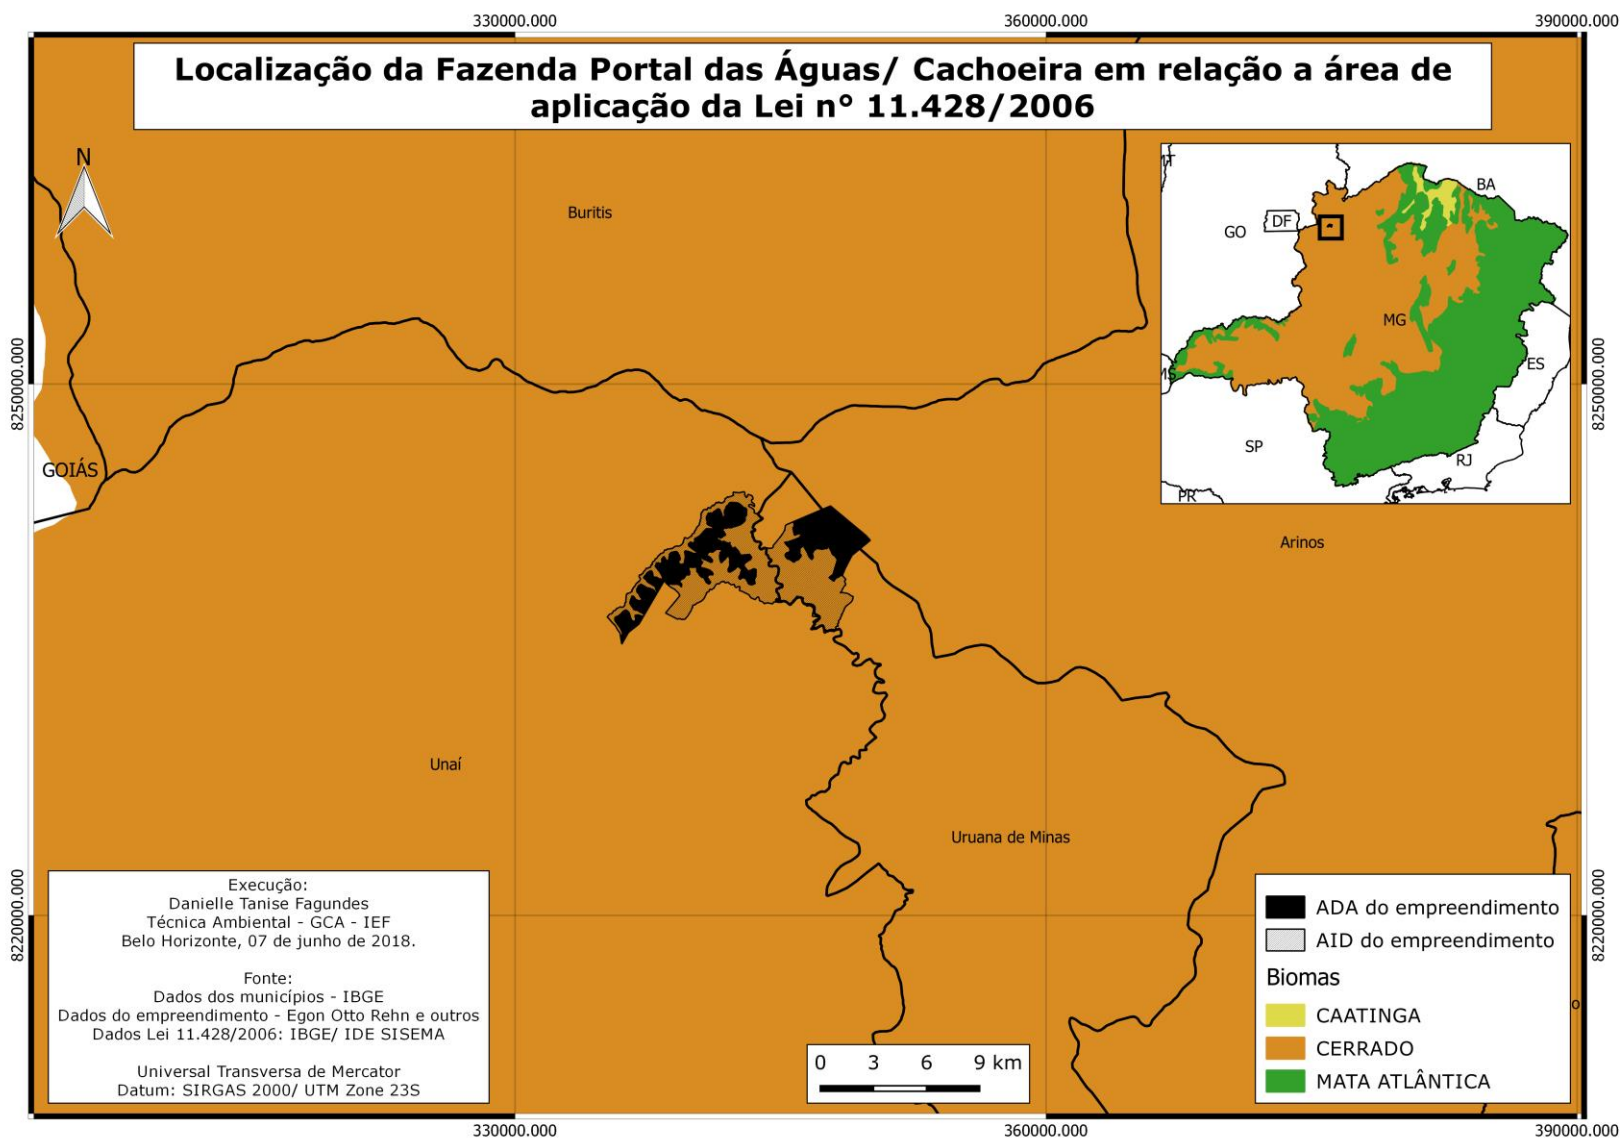 330000.000
360000.000
390000.000
Localização da Fazenda Portal das Águas/ Cachoeira em relação a área de
aplicação da Lei n° 11.428/2006
N
Buritis
BA
DF
GO
MG
ES
SP
RJ
PR
8250000.000
8250000.000
GOIÁS
Arinos
Unaí
Uruana de Minas
Execução:
Danielle Tanise Fagundes
Técnica Ambiental - GCA - IEF
Belo Horizonte, 07 de junho de 2018.
Fonte:
Dados dos municípios - IBGE
Dados do empreendimento - Egon Otto Rehn e outros
Dados Lei 11.428/2006: IBGE/ IDE SISEMA
Universal Transversa de Mercator
Datum: SIRGAS 2000/ UTM Zone 23S
8220000.000
8220000.000
0 3 6 9 km
ADA do empreendimento
AID do empreendimento
Biomas
CAATINGA
CERRADO
MATA ATLÂNTICA
330000.000
360000.000
390000.000